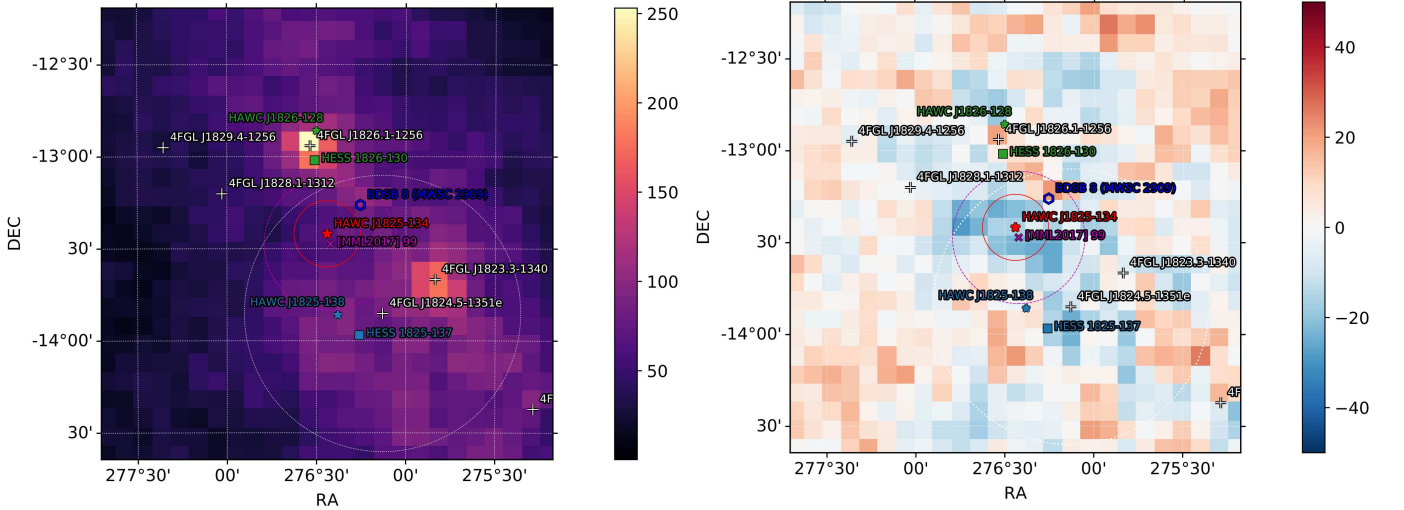 -12°30'
-13°00'
30'
-14°00'
30'
DEC
277°30'
00'
276°30'
00'
275°30'
RA
HAWC J1826-128
4FGL J1829.4-1256
4FGL J1826.1-1256
HESS 1826-130
4FGL J1828.1-1312
BDSB 8 (MWSC 2909)
HAWC J1825-134
[MML2017] 99
4FGL J1823.3-1340
HAWC J1825-138
4FGL J1824.5-1351e
HESS 1825-137
4F
250
200
150
100
50
-12°30'
-13°00'
30'
-14°00'
30'
DEC
277°30'
00'
276°30'
00'
275°30'
RA
HAWC J1826-128
4FGL J1829.4-1256
4FGL J1826.1-1256
HESS 1826-130
4FGL J1828.1-1312
BDSB 8 (MWSC 2909)
HAWC J1825-134
[MML2017] 99
4FGL J1823.3-1340
HAWC J1825-138
4FGL J1824.5-1351e
HESS 1825-137
4F
40
20
0
−20
−40